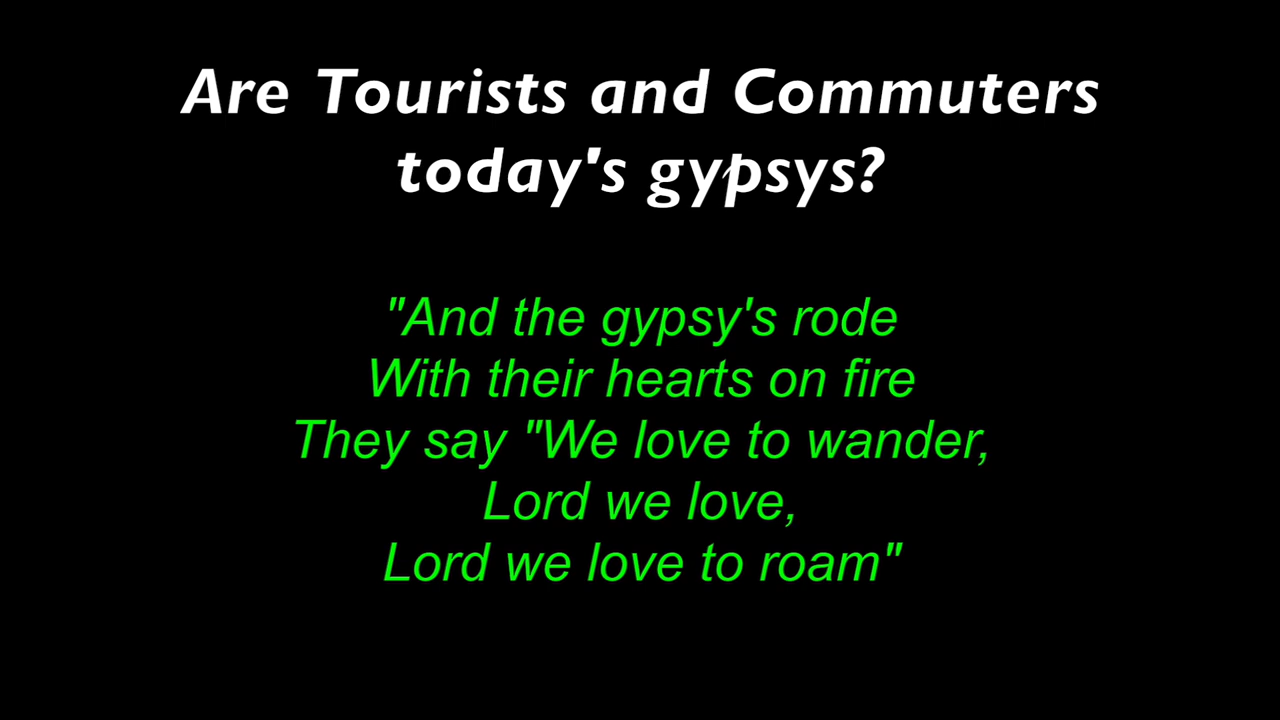 Are Tourists and Commuters
today's gypsys?
"And the gypsy's rode
With their hearts on fire
They say "We love to wander,
Lord we love,
Lord we love to roam"